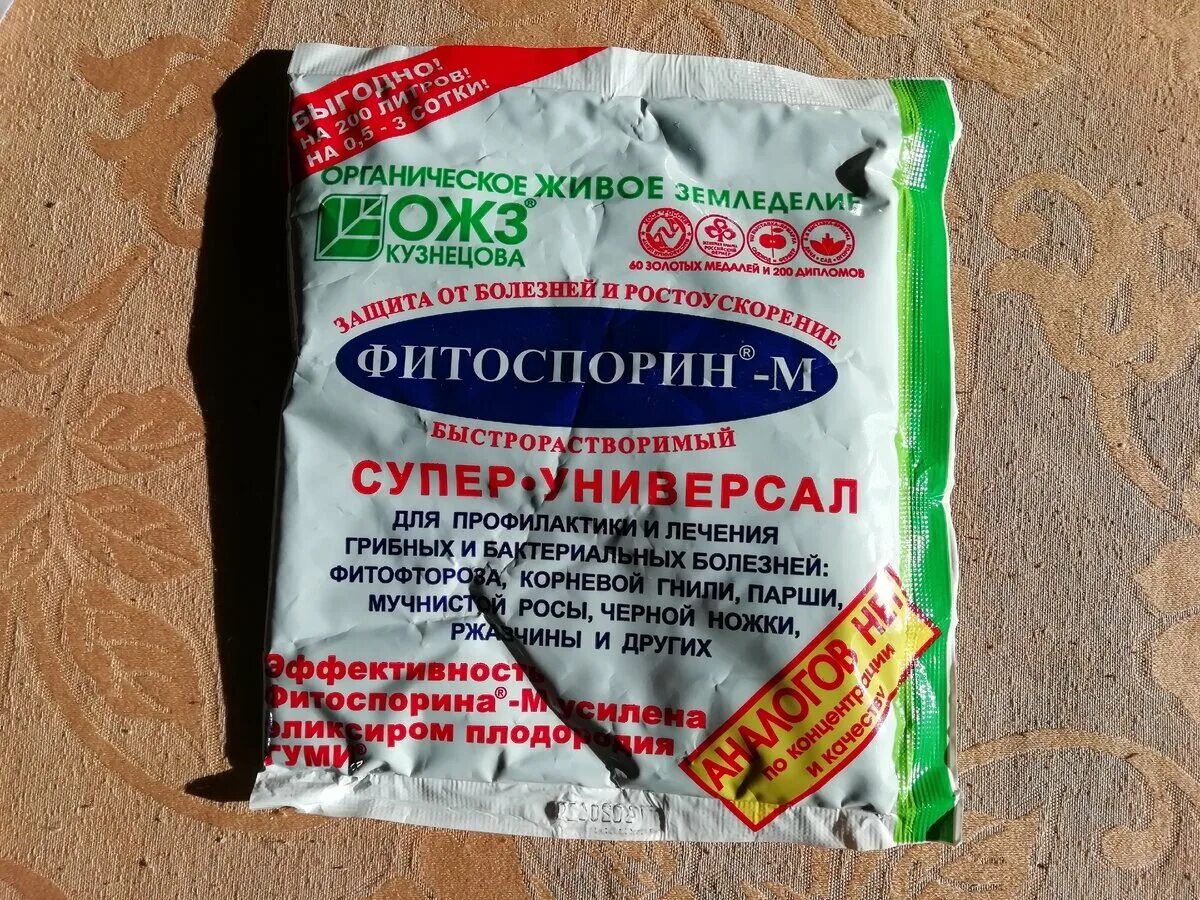 ВЫГОДНО!
НА 200 ЛИТРОВ!
НА 0,5 - 3 СОТКИ!
ОРГАНИЧЕСКОЕ ЖИВОЕ ЗЕМЛЕДЕЛИЕ
ОЖЗ®
КУЗНЕЦОВА
60 ЗОЛОТЫХ МЕДАЛЕЙ И 200 ДИПЛОМОВ
ЗАЩИТА ОТ БОЛЕЗНЕЙ И РОСТОУСКОРЕНИЕ
ФИТОСПОРИН®-М
БЫСТРОРАСТВОРИМЫЙ
СУПЕР•УНИВЕРСАЛ
ДЛЯ ПРОФИЛАКТИКИ И ЛЕЧЕНИЯ
ГРИБНЫХ И БАКТЕРИАЛЬНЫХ БОЛЕЗНЕЙ:
ФИТОФТОРОЗА, КОРНЕВОЙ ГНИЛИ, ПАРШИ,
МУЧНИСТОЙ РОСЫ, ЧЕРНОЙ НОЖКИ,
РЖАВЧИНЫ И ДРУГИХ
Эффективность
Фитоспорина®-М усилена
эликсиром плодородия
ГУМИ®
АНАЛОГОВ НЕТ
по концентрации
и качеству